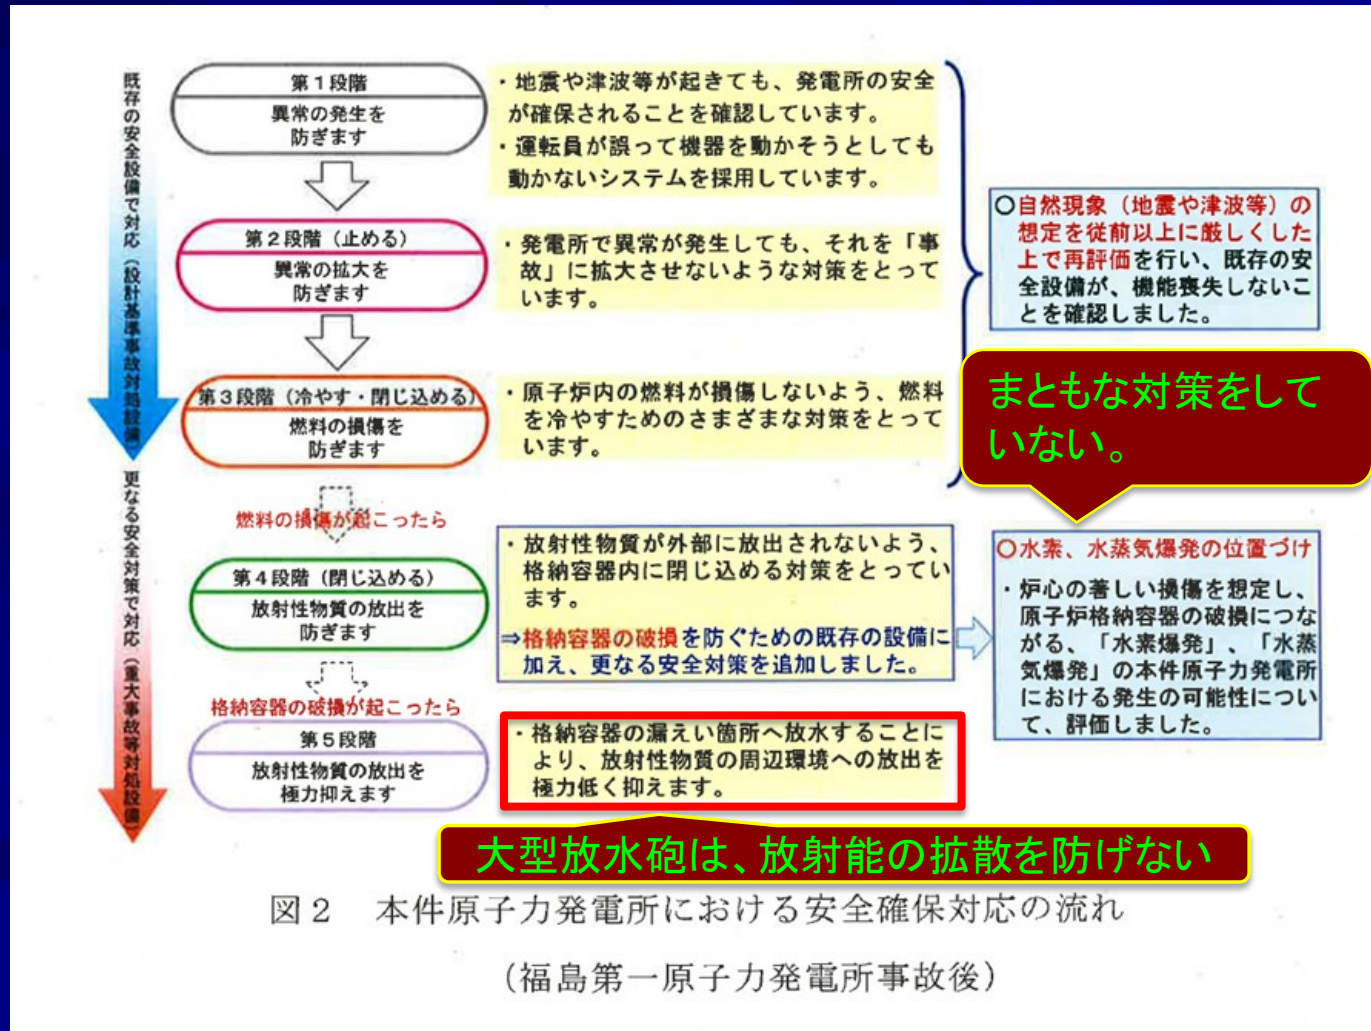 既存の安全設備で対応（設計基準事故対処設備）
第１段階
異常の発生を
防ぎます
・地震や津波等が起きても、発電所の安全
が確保されることを確認しています。
・運転員が誤って機器を動かそうとしても
動かないシステムを採用しています。
第２段階（止める）
異常の拡大を
防ぎます
・発電所で異常が発生しても、それを「事
故」に拡大させないような対策をとって
います。
第３段階（冷やす・閉じ込める）
燃料の損傷を
防ぎます
・原子炉内の燃料が損傷しないよう、燃料
を冷やすためのさまざまな対策をとって
います。
○自然現象（地震や津波等）の
想定を従前以上に厳しくした
上で再評価を行い、既存の安
全設備が、機能喪失しないこ
とを確認しました。
まともな対策をして
いない。
更なる安全対策で対応（重大事故等対処設備）
燃料の損傷が起こったら
第４段階（閉じ込める）
放射性物質の放出を
防ぎます
・放射性物質が外部に放出されないよう、
格納容器内に閉じ込める対策をとってい
ます。
⇒格納容器の破損を防ぐための既存の設備に
加え、更なる安全対策を追加しました。
○水素、水蒸気爆発の位置づけ
・炉心の著しい損傷を想定し、
原子炉格納容器の破損につな
がる、「水素爆発」、「水蒸
気爆発」の本件原子力発電所
における発生の可能性につい
て、評価しました。
格納容器の破損が起こったら
第５段階
放射性物質の放出を
極力抑えます
・格納容器の漏えい箇所へ放水することに
より、放射性物質の周辺環境への放出を
極力低く抑えます。
大型放水砲は、放射能の拡散を防げない
図２　本件原子力発電所における安全確保対応の流れ
（福島第一原子力発電所事故後）